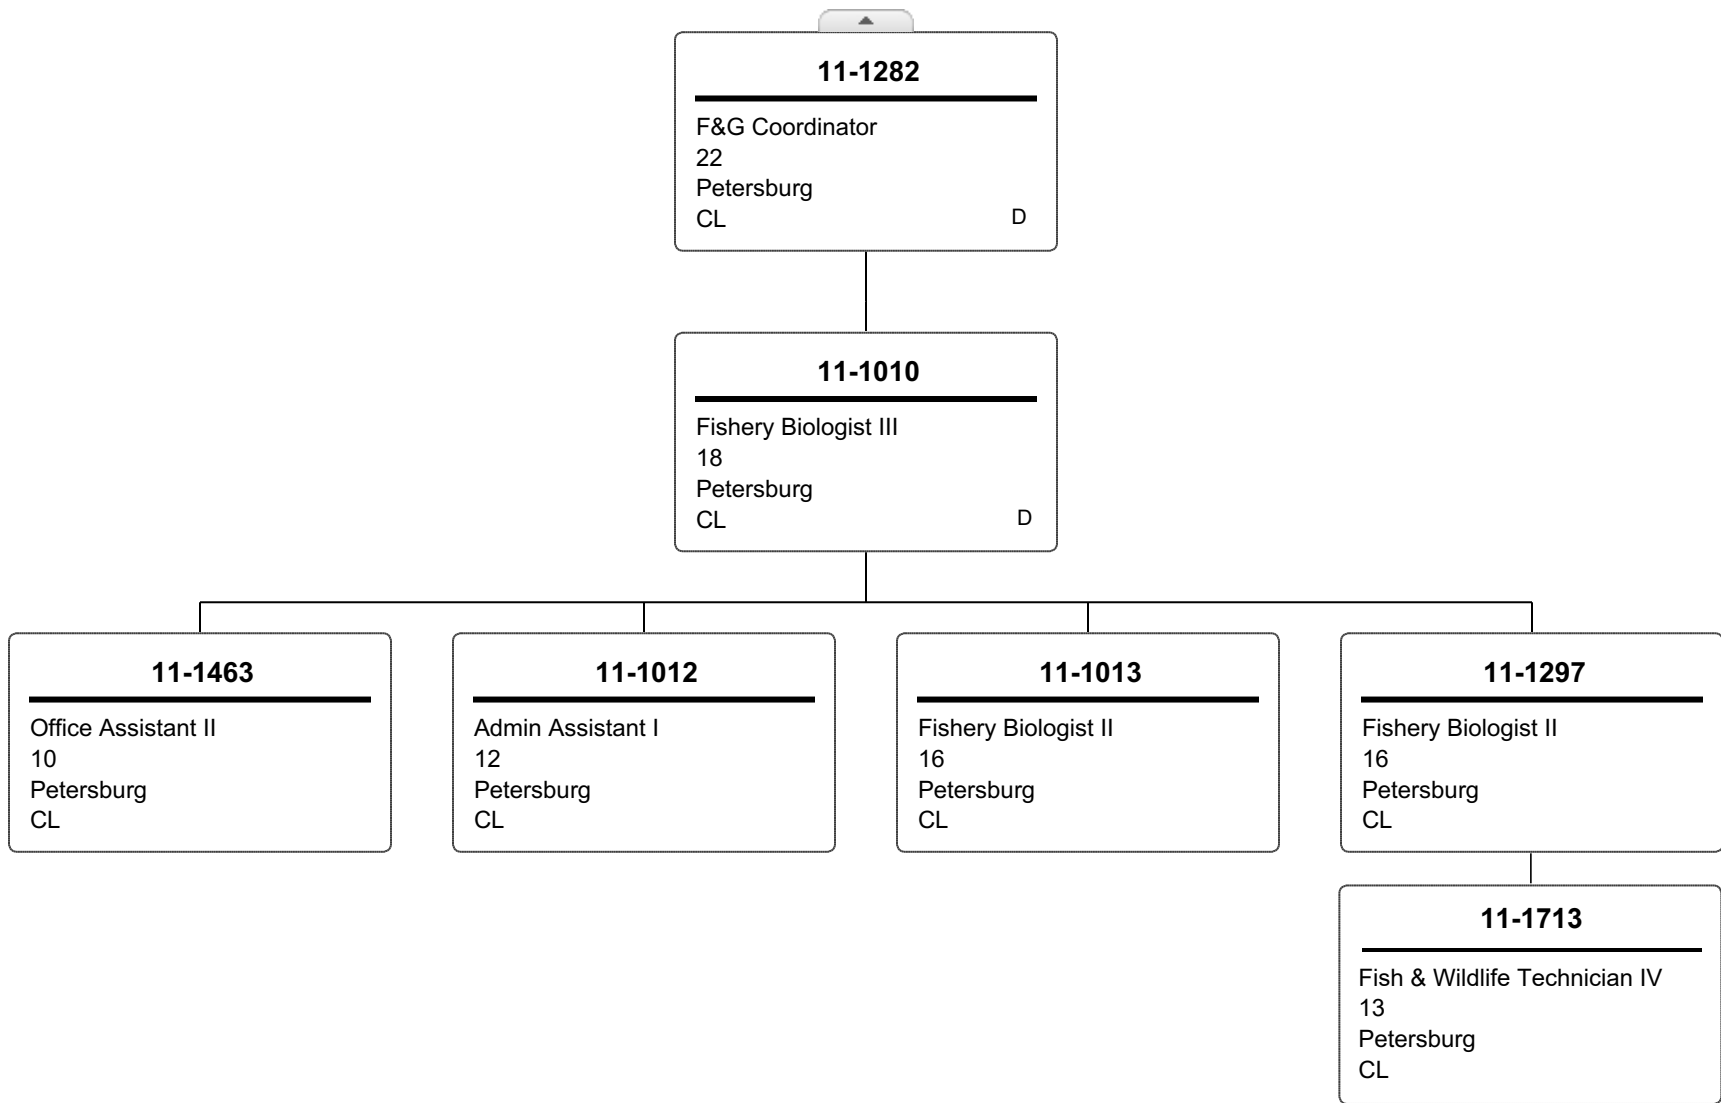 11-1282
F&G Coordinator
22
Petersburg
CL D
11-1010
Fishery Biologist III
18
Petersburg
CL D
11-1463
Office Assistant II
10
Petersburg
CL
11-1012
Admin Assistant I
12
Petersburg
CL
11-1013
Fishery Biologist II
16
Petersburg
CL
11-1297
Fishery Biologist II
16
Petersburg
CL
11-1713
Fish & Wildlife Technician IV
13
Petersburg
CL